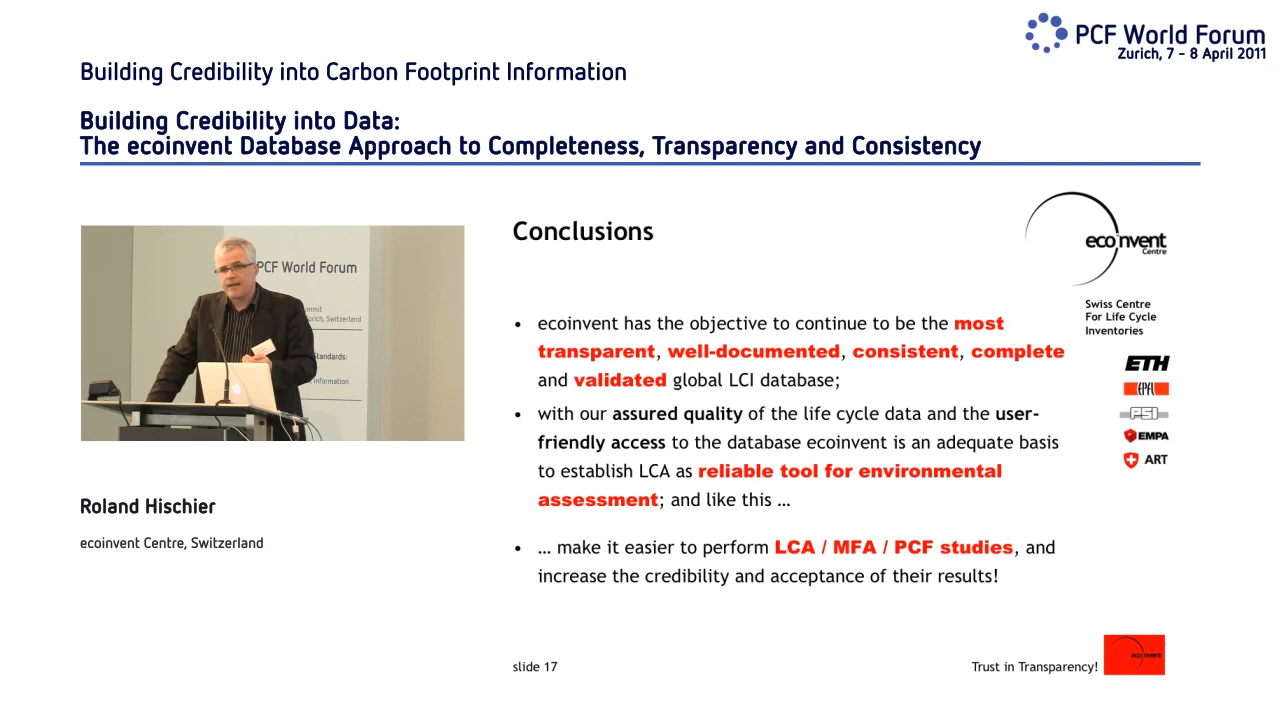 PCF World Forum
Zurich, 7 - 8 April 2011
Building Credibility into Carbon Footprint Information
Building Credibility into Data:
The ecoinvent Database Approach to Completeness, Transparency and Consistency
PCF World Forum
mmit
urich, Switzerland
Standards:
Information
Roland Hischier
ecoinvent Centre, Switzerland
Conclusions
ecoinvent
Centre
Swiss Centre
For Life Cycle
Inventories
ETH
EPFL
PSI
EMPA
ART
• ecoinvent has the objective to continue to be the most
transparent, well-documented, consistent, complete
and validated global LCI database;
• with our assured quality of the life cycle data and the user-
friendly access to the database ecoinvent is an adequate basis
to establish LCA as reliable tool for environmental
assessment; and like this …
• … make it easier to perform LCA / MFA / PCF studies, and
increase the credibility and acceptance of their results!
slide 17
Trust in Transparency!
ecoinvent